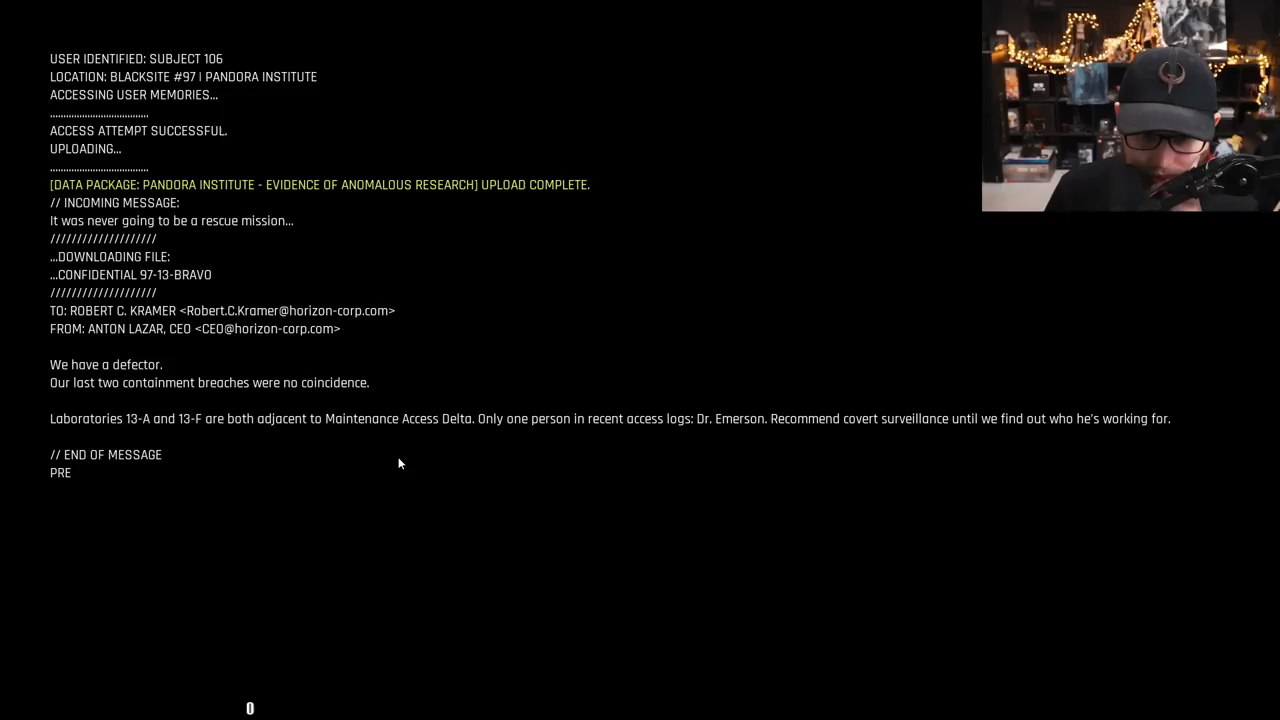 USER IDENTIFIED: SUBJECT 106
LOCATION: BLACKSITE #97 | PANDORA INSTITUTE
ACCESSING USER MEMORIES...
.....................................
ACCESS ATTEMPT SUCCESSFUL.
UPLOADING...
.....................................
[DATA PACKAGE: PANDORA INSTITUTE - EVIDENCE OF ANOMALOUS RESEARCH] UPLOAD COMPLETE.
// INCOMING MESSAGE:
It was never going to be a rescue mission...
////////////////////
...DOWNLOADING FILE:
...CONFIDENTIAL 97-13-BRAVO
////////////////////
TO: ROBERT C. KRAMER <Robert.C.Kramer@horizon-corp.com>
FROM: ANTON LAZAR, CEO <CEO@horizon-corp.com>
We have a defector.
Our last two containment breaches were no coincidence.
Laboratories 13-A and 13-F are both adjacent to Maintenance Access Delta. Only one person in recent access logs: Dr. Emerson. Recommend covert surveillance until we find out who he's working for.
// END OF MESSAGE
PRE
0